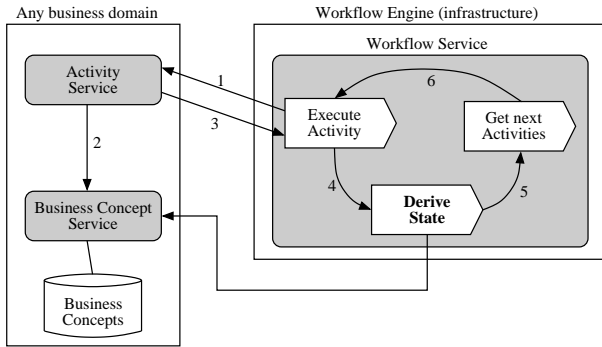 Any business domain
Workflow Engine (infrastructure)
Workflow Service
Activity
Service
1
6
Execute
Activity
Get next
Activities
3
2
4
5
Derive
State
Business Concept
Service
Business
Concepts